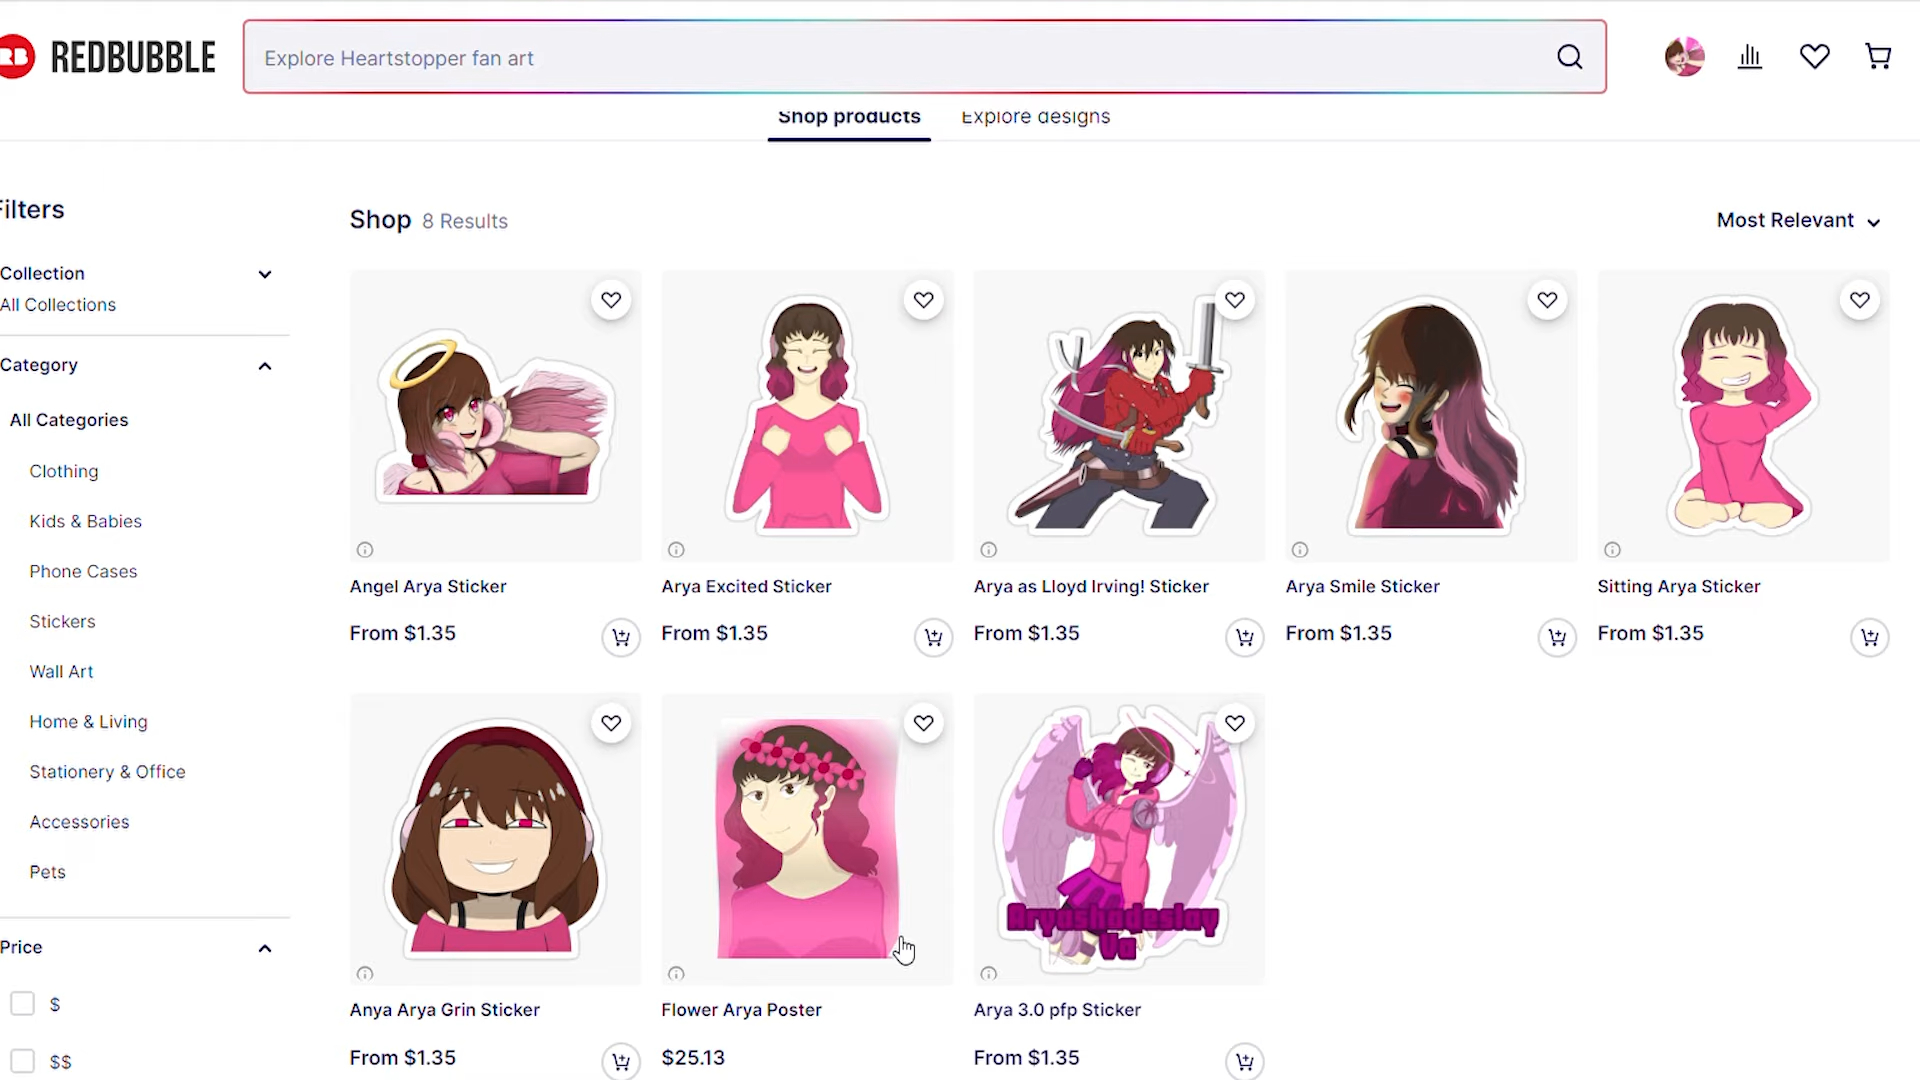 RB REDBUBBLE
Explore Heartstopper fan art
Shop products
Explore designs
Filters
Shop 8 Results
Most Relevant
Collection
All Collections
Category
All Categories
Clothing
Kids & Babies
Phone Cases
Stickers
Wall Art
Home & Living
Stationery & Office
Accessories
Pets
Price
$
$$
Angel Arya Sticker
From $1.35
Arya Excited Sticker
From $1.35
Arya as Lloyd Irving! Sticker
From $1.35
Arya Smile Sticker
From $1.35
Sitting Arya Sticker
From $1.35
Aryashadeslay
Va
Anya Arya Grin Sticker
From $1.35
Flower Arya Poster
$25.13
Arya 3.0 pfp Sticker
From $1.35